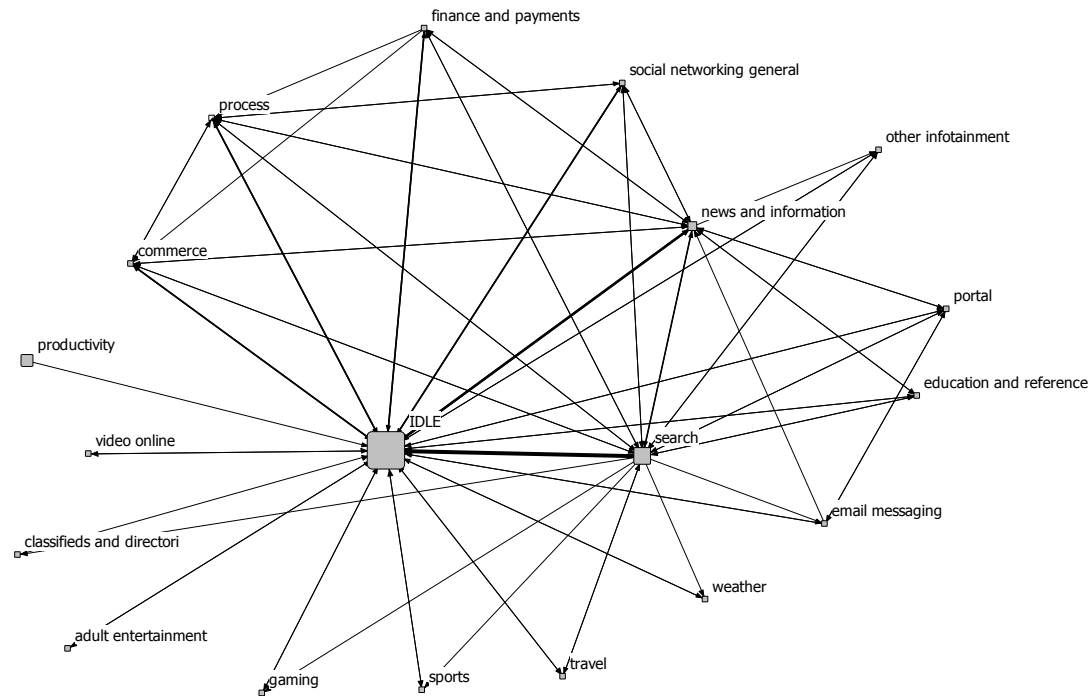 finance and payments
social networking general
process
other infotainment
news and information
commerce
portal
productivity
education and reference
IDLE
video online
search
email messaging
classifieds and directori
weather
adult entertainment
travel
gaming
sports